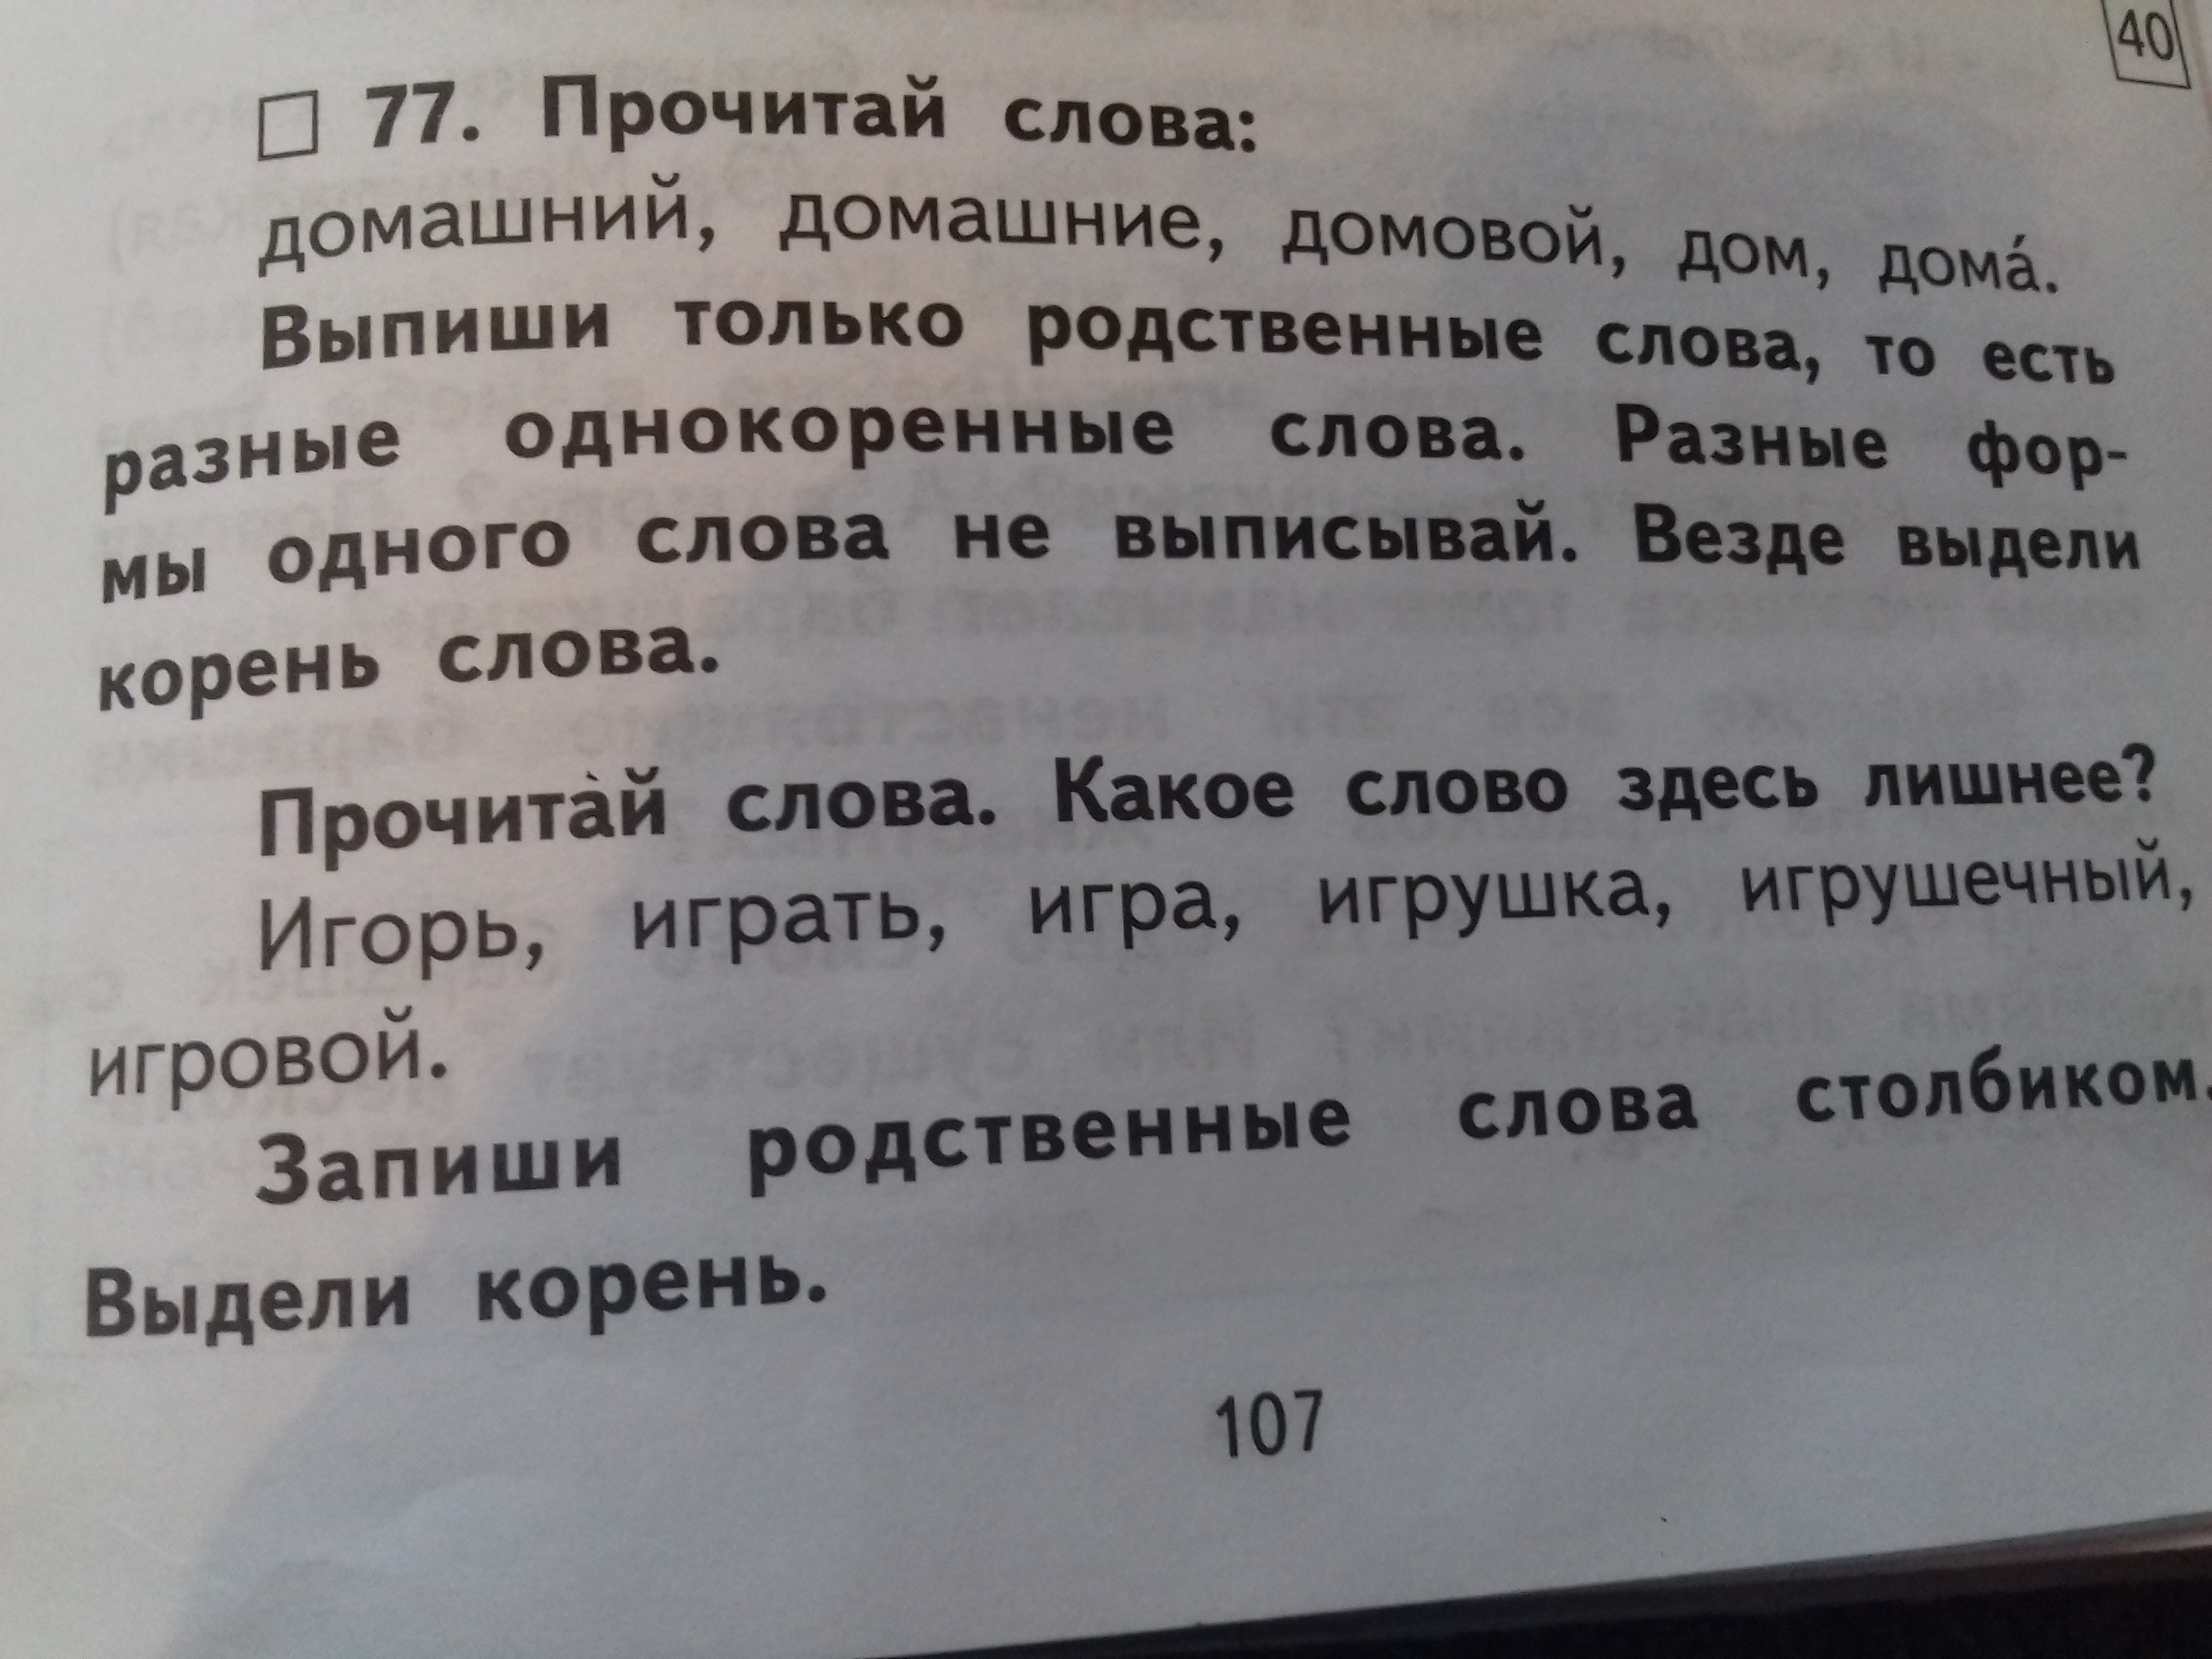 40
77. Прочитай слова:
домашний, домашние, домовой, дом, домá.
Выпиши только родственные слова, то есть
разные однокоренные слова. Разные фор-
мы одного слова не выписывай. Везде выдели
корень слова.
Прочитàй слова. Какое слово здесь лишнее?
Игорь, играть, игра, игрушка, игрушечный,
игровой.
Запиши родственные слова столбиком.
Выдели корень.
107